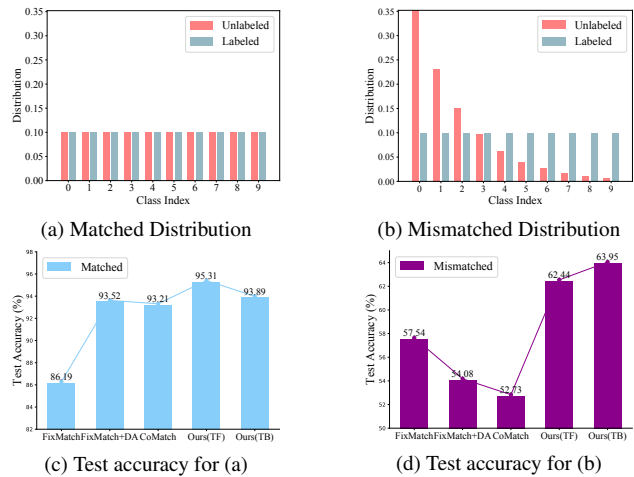 0.35
0.30
0.25
0.20
0.15
0.10
0.05
0.00
Distribution
Unlabeled
Labeled
0 1 2 3 4 5 6 7 8 9
Class Index
(a) Matched Distribution
0.35
0.30
0.25
0.20
0.15
0.10
0.05
0.00
Distribution
Unlabeled
Labeled
0 1 2 3 4 5 6 7 8 9
Class Index
(b) Mismatched Distribution
98
96
94
92
90
88
86
84
82
Test Accuracy (%)
Matched
86.19
93.52
93.21
95.31
93.89
FixMatch FixMatch+DA CoMatch Ours(TF) Ours(TB)
(c) Test accuracy for (a)
64
62
60
58
56
54
52
50
Test Accuracy (%)
Mismatched
57.54
54.08
52.73
62.44
63.95
FixMatch FixMatch+DA CoMatch Ours(TF) Ours(TB)
(d) Test accuracy for (b)